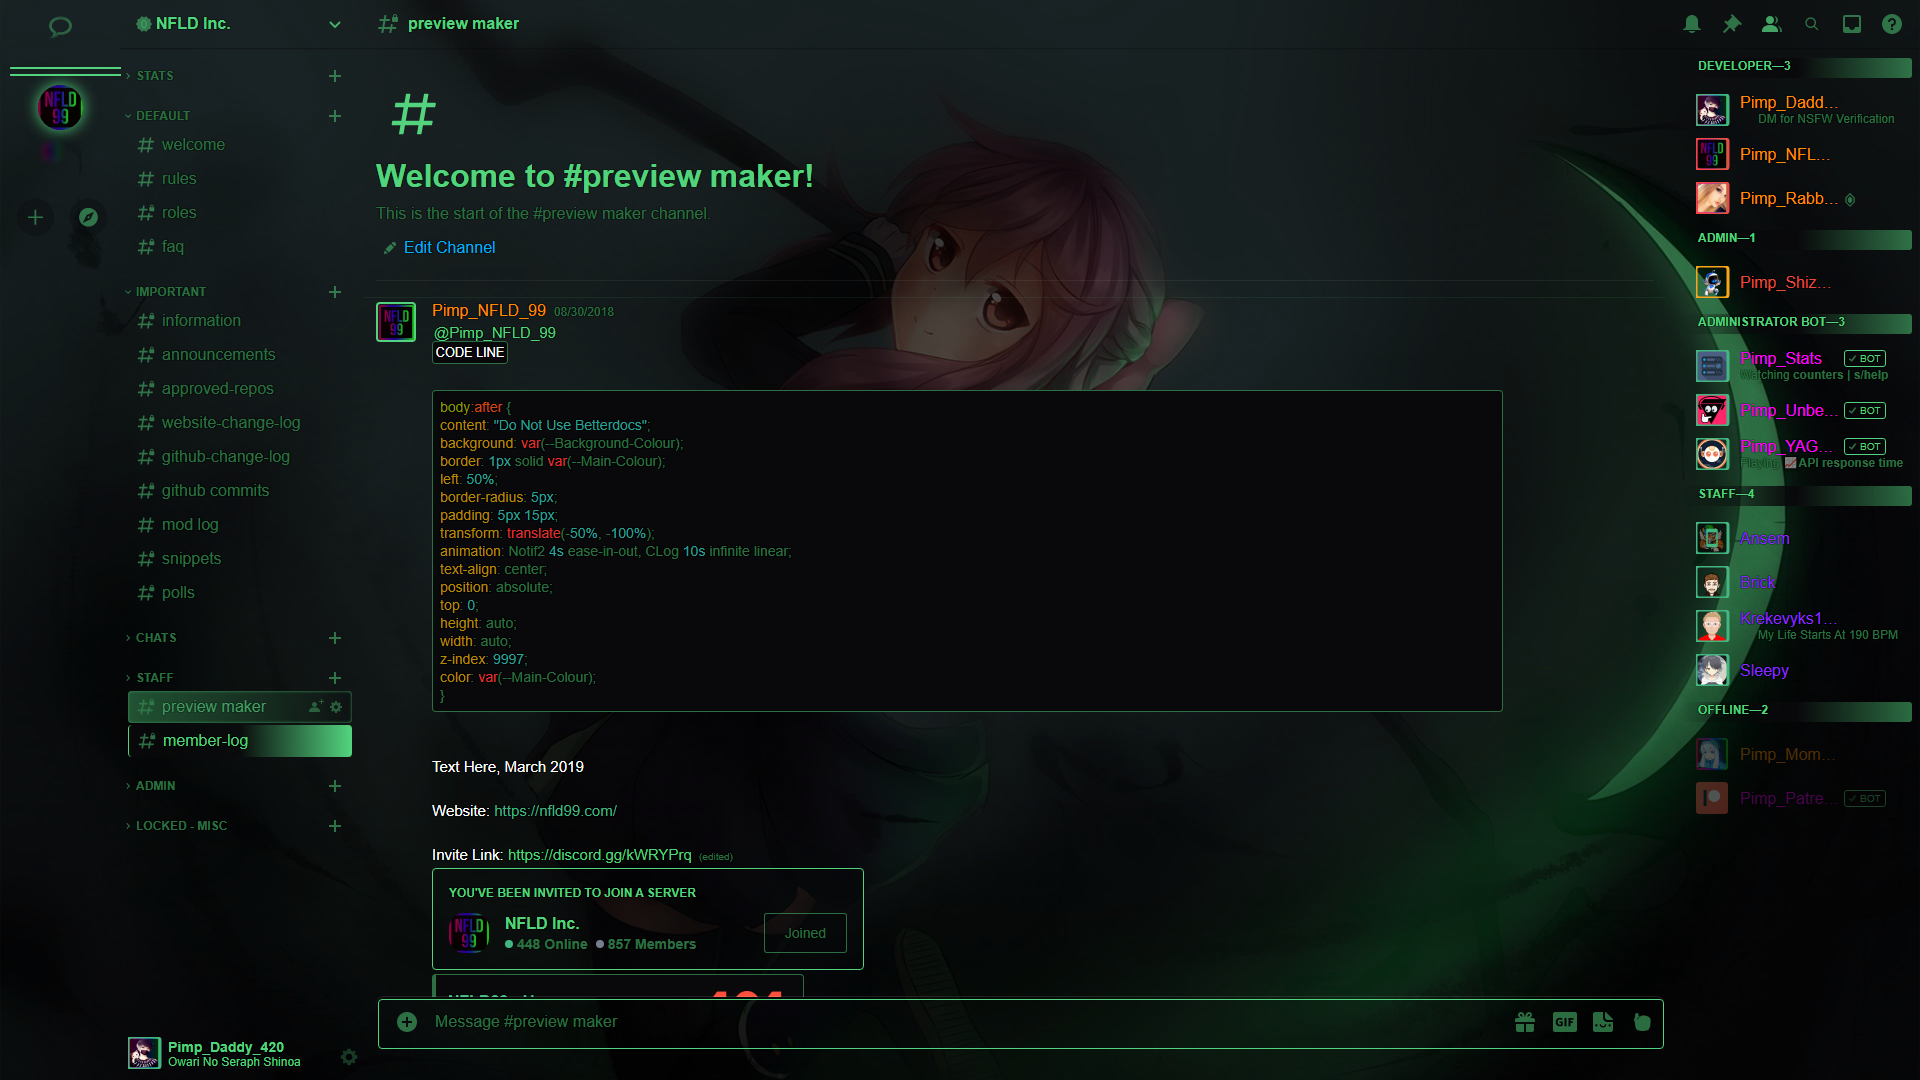 NFLD Inc.
preview maker
STATS
NFLD
99
DEFAULT
welcome
rules
roles
faq
IMPORTANT
information
announcements
approved-repos
website-change-log
github-change-log
github commits
mod log
snippets
polls
CHATS
STAFF
preview maker
member-log
ADMIN
LOCKED - MISC
Pimp_Daddy_420
Owari No Seraph Shinoa
#
Welcome to #preview maker!
This is the start of the #preview maker channel.
Edit Channel
NFLD
99
Pimp_NFLD_99 08/30/2018
@Pimp_NFLD_99
CODE LINE
body:after {
content: "Do Not Use Betterdocs";
background: var(--Background-Colour);
border: 1px solid var(--Main-Colour);
left: 50%;
border-radius: 5px;
padding: 5px 15px;
transform: translate(-50%, -100%);
animation: Notif2 4s ease-in-out, CLog 10s infinite linear;
text-align: center;
position: absolute;
top: 0;
height: auto;
width: auto;
z-index: 9997;
color: var(--Main-Colour);
}
Text Here, March 2019
Website: https://nfld99.com/
Invite Link: https://discord.gg/kWRYPrq (edited)
YOU'VE BEEN INVITED TO JOIN A SERVER
NFLD
99
NFLD Inc.
448 Online 857 Members
Joined
Message #preview maker
GIF
DEVELOPER—3
Pimp_Dadd...
DM for NSFW Verification
NFLD
99
Pimp_NFL...
Pimp_Rabb...
ADMIN—1
Pimp_Shiz...
ADMINISTRATOR BOT—3
Pimp_Stats ✓ BOT
Watching counters | s/help
Pimp_Unbe... ✓ BOT
Pimp_YAG... ✓ BOT
Playing 📈 API response time
STAFF—4
Ansem
Brick
Krekevyks1...
My Life Starts At 190 BPM
Sleepy
OFFLINE—2
Pimp_Mom...
Pimp_Patre... ✓ BOT